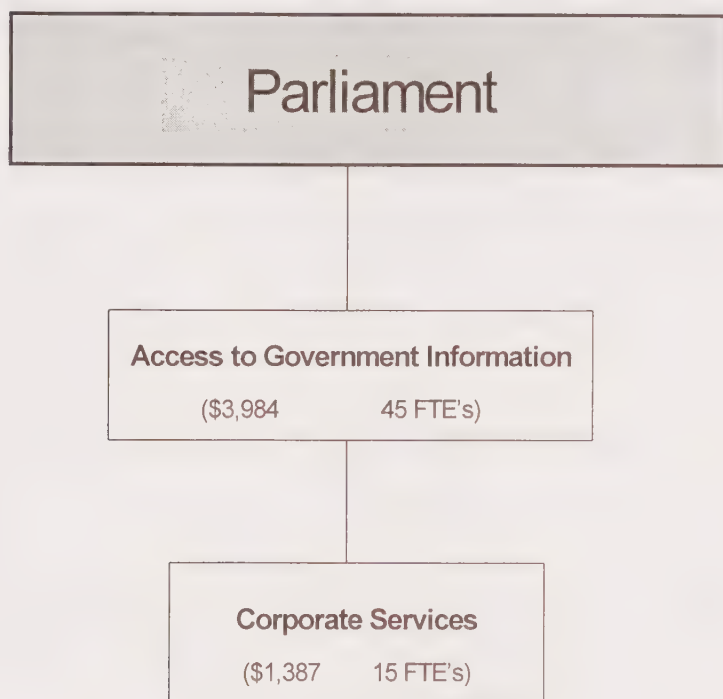 Parliament
Access to Government Information
($3,984 45 FTE's)
Corporate Services
($1,387 15 FTE's)